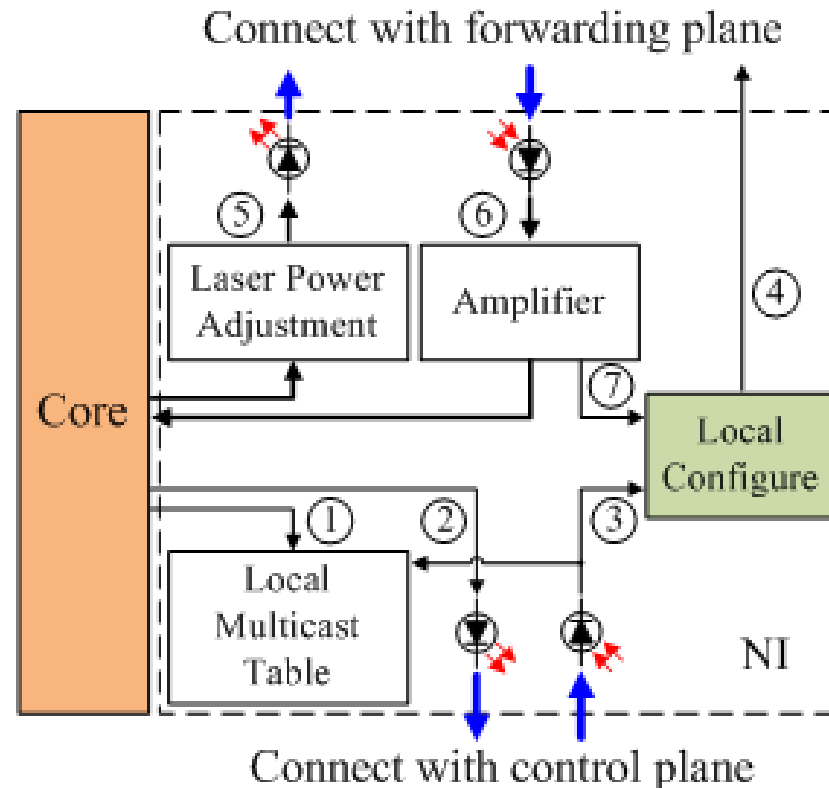 Connect with forwarding plane
⑤
⑥
Laser Power
Adjustment
Amplifier
④
Core
⑦
Local
Configure
①
②
③
Local
Multicast
Table
NI
Connect with control plane